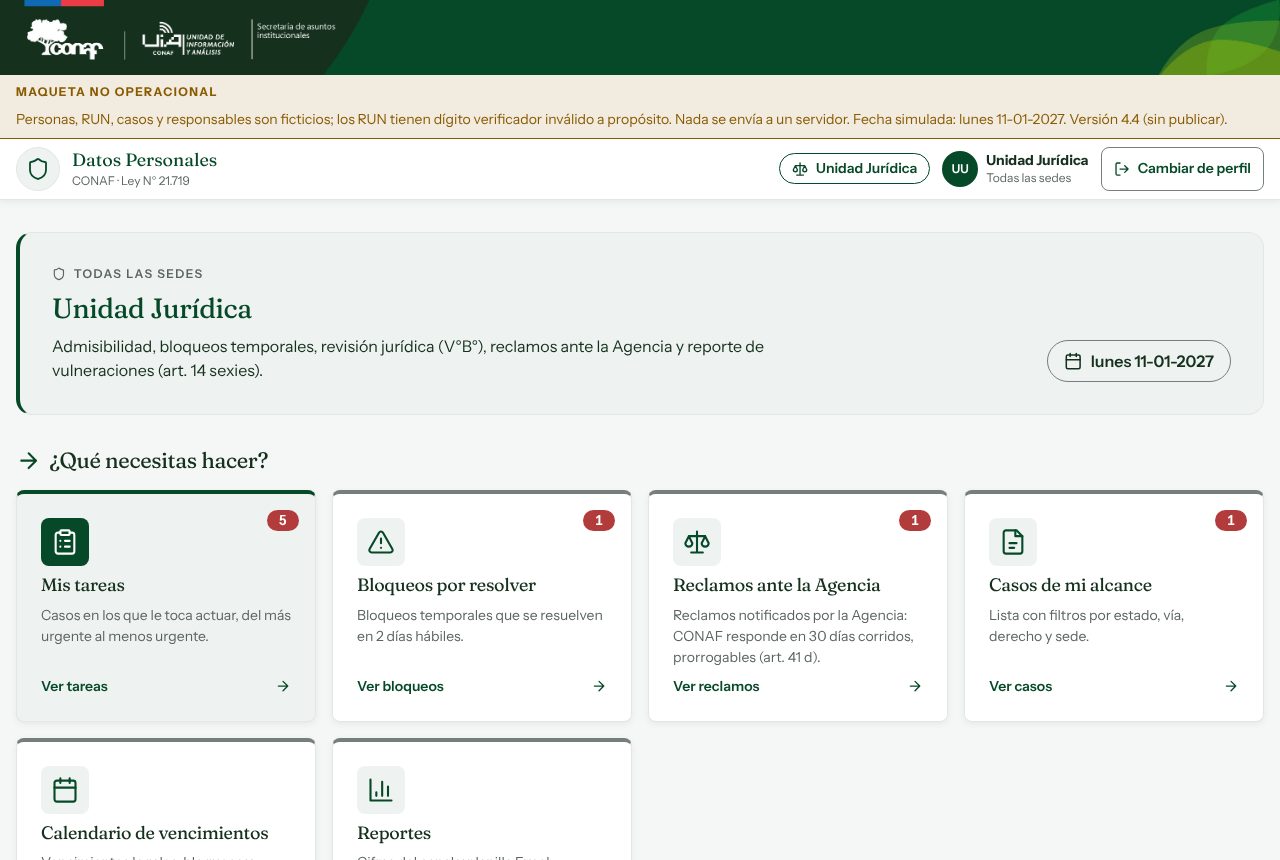 conaf
UiA
CONAF
UNIDAD DE
INFORMACIÓN
Y ANÁLISIS
Secretaría de asuntos
institucionales
MAQUETA NO OPERACIONAL
Personas, RUN, casos y responsables son ficticios; los RUN tienen dígito verificador inválido a propósito. Nada se envía a un servidor. Fecha simulada: lunes 11-01-2027. Versión 4.4 (sin publicar).
Datos Personales
CONAF · Ley N° 21.719
Unidad Jurídica
UU
Unidad Jurídica
Todas las sedes
Cambiar de perfil
TODAS LAS SEDES
Unidad Jurídica
Admisibilidad, bloqueos temporales, revisión jurídica (V°B°), reclamos ante la Agencia y reporte de
vulneraciones (art. 14 sexies).
lunes 11-01-2027
¿Qué necesitas hacer?
5
Mis tareas
Casos en los que le toca actuar, del más
urgente al menos urgente.
Ver tareas
1
Bloqueos por resolver
Bloqueos temporales que se resuelven
en 2 días hábiles.
Ver bloqueos
1
Reclamos ante la Agencia
Reclamos notificados por la Agencia:
CONAF responde en 30 días corridos,
prorrogables (art. 41 d).
Ver reclamos
1
Casos de mi alcance
Lista con filtros por estado, vía,
derecho y sede.
Ver casos
Calendario de vencimientos
Reportes